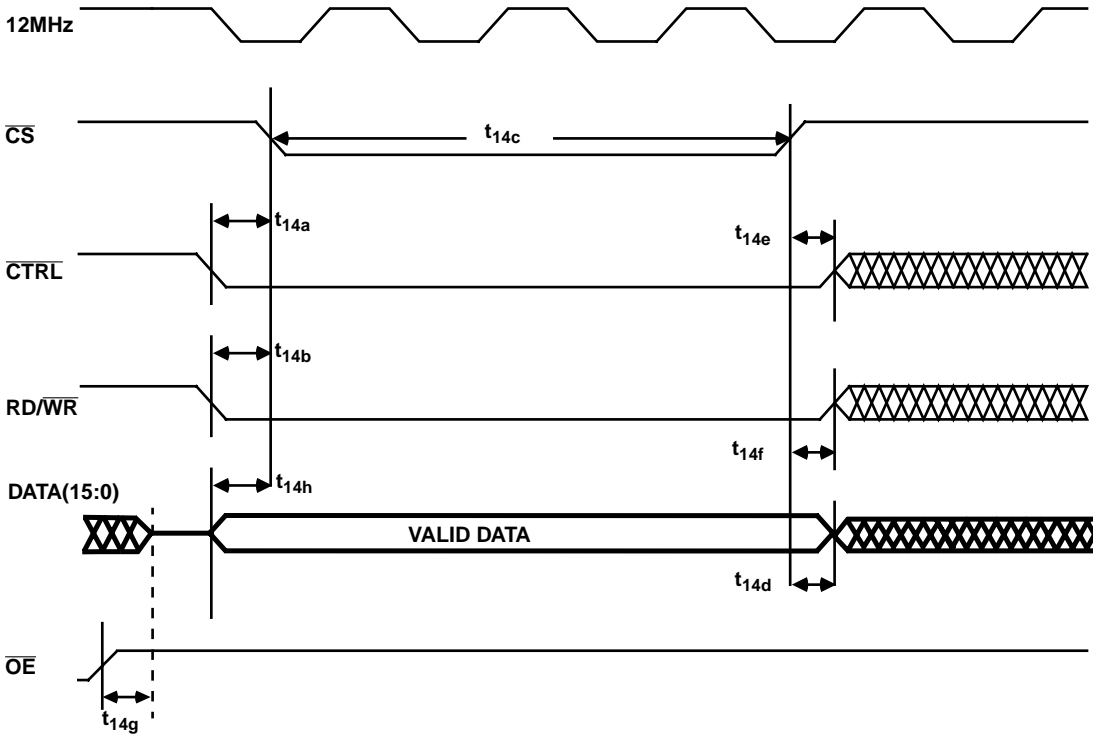 12MHz
CS
t14c
t14a
t14e
CTRL
t14b
RD/WR
t14f
t14h
DATA(15:0)
VALID DATA
t14d
OE
t14g